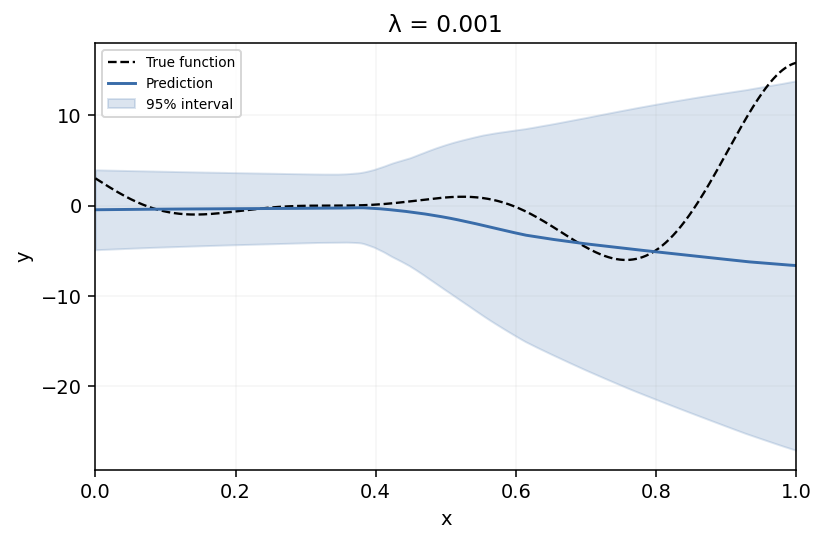 λ = 0.001
True function
Prediction
95% interval
10
0
−10
−20
y
0.0 0.2 0.4 0.6 0.8 1.0
x